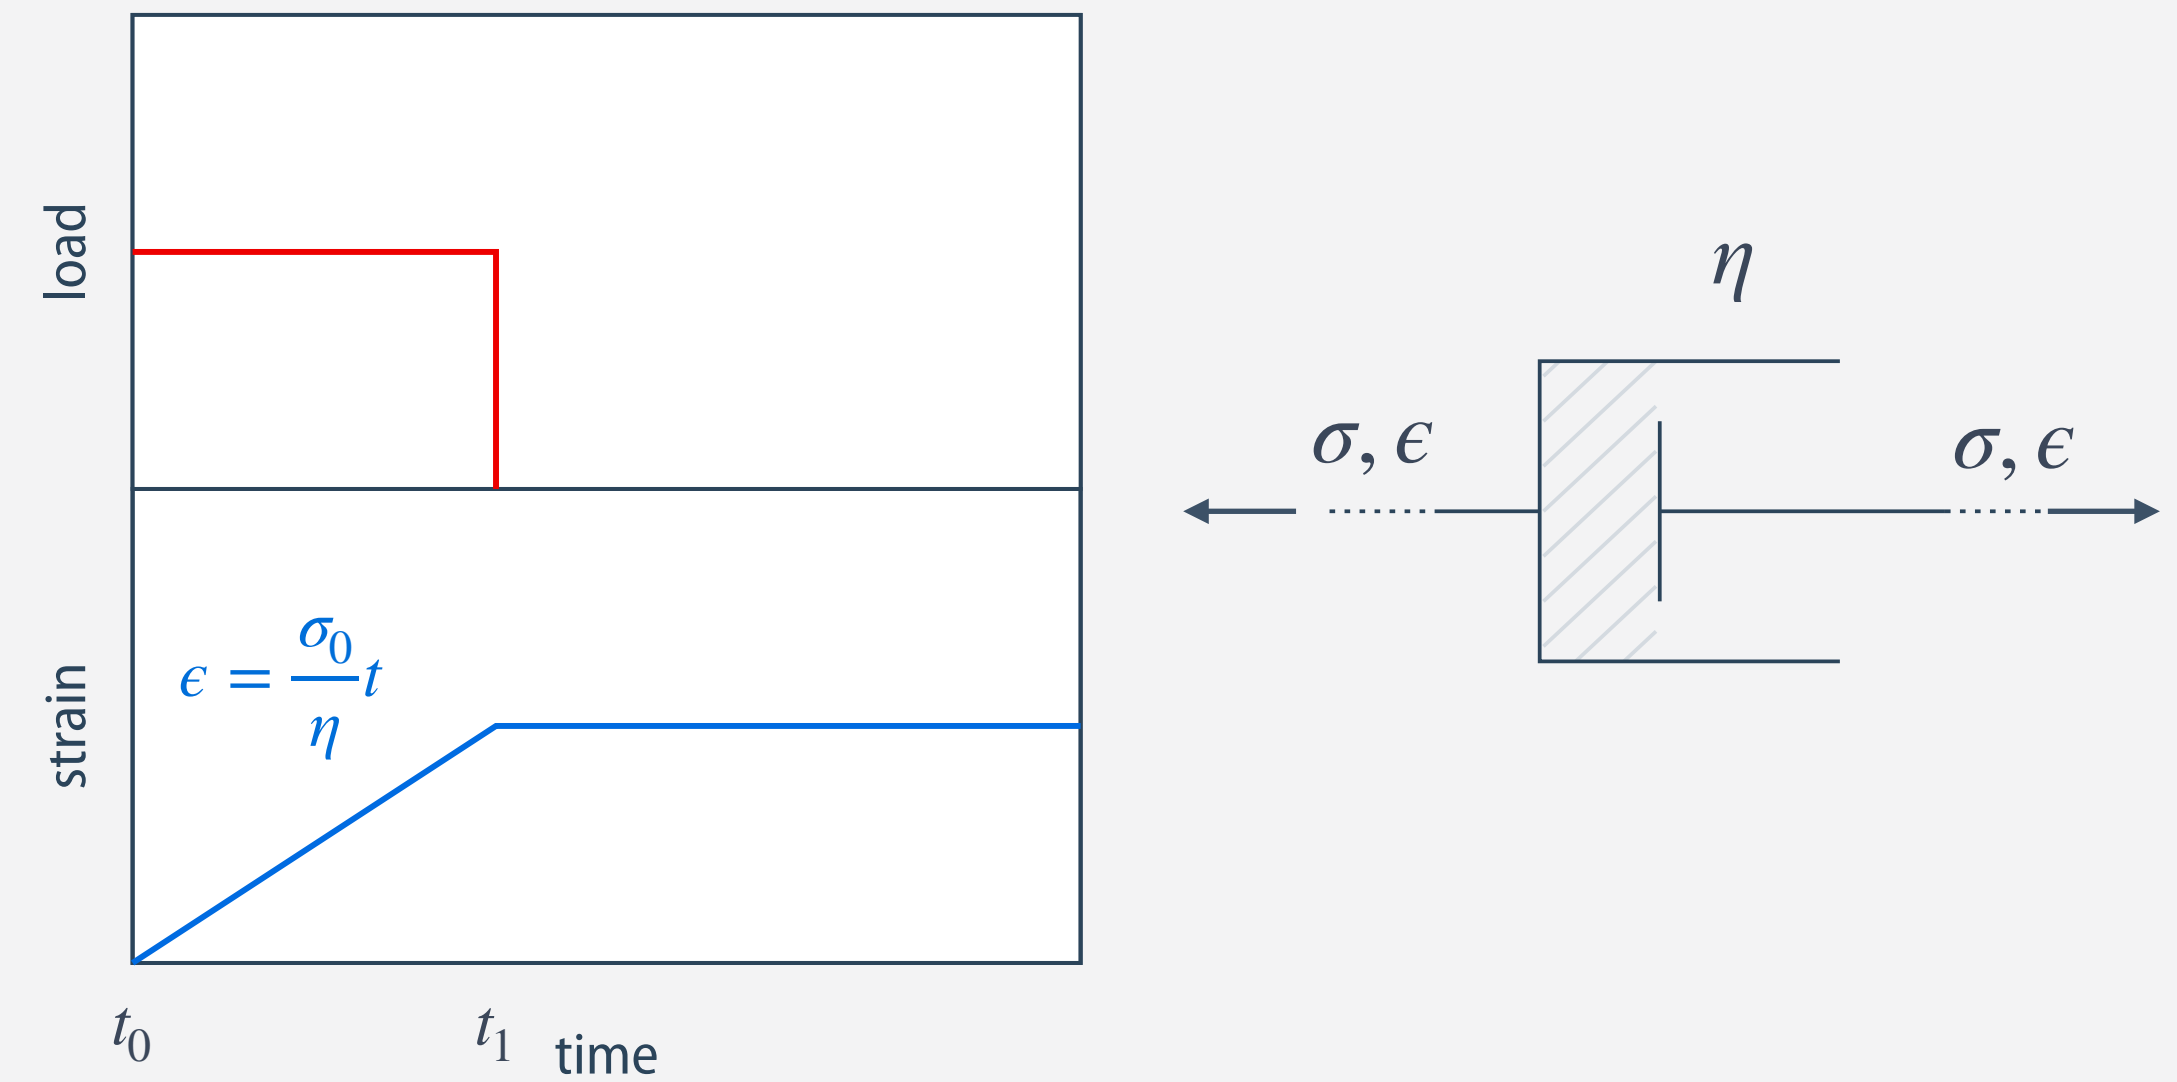 load
η
σ, ϵ
σ, ϵ
ϵ = σ₀/η t
strain
t₀
t₁
time